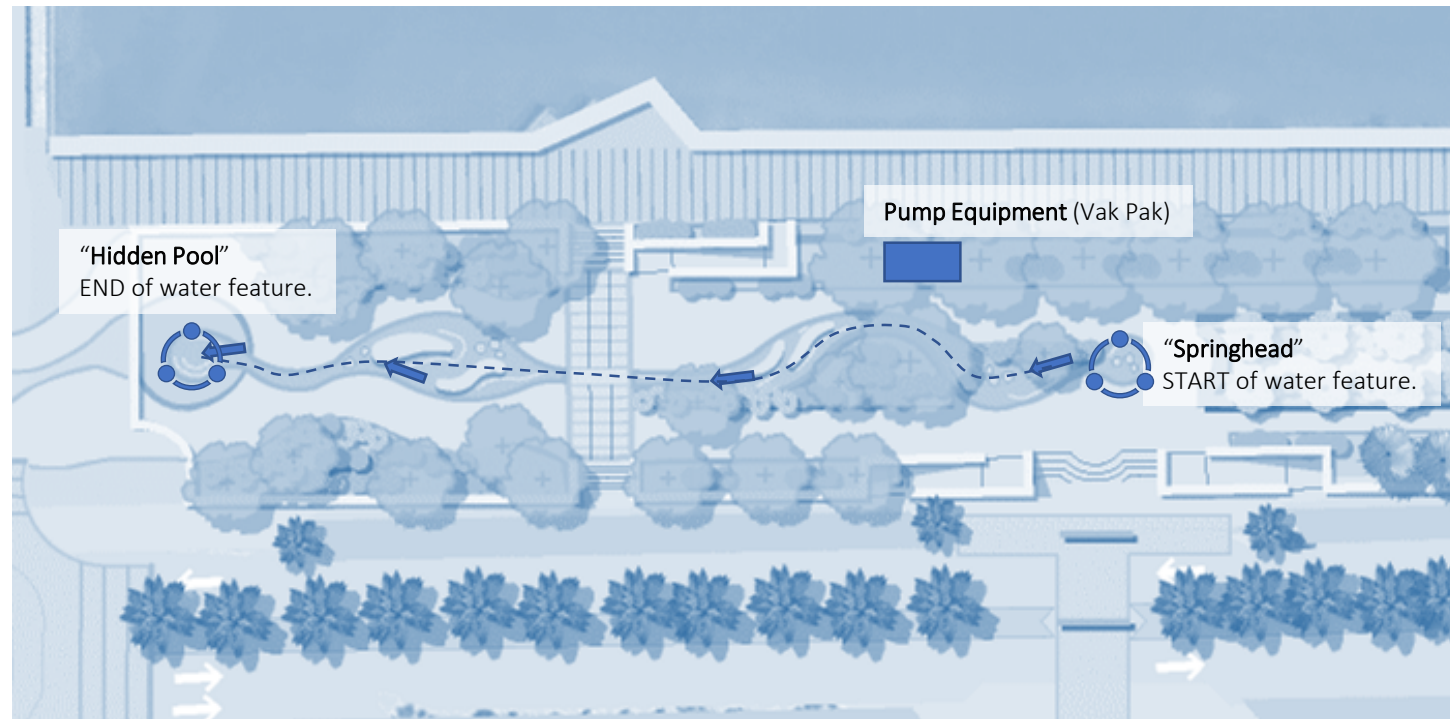 Pump Equipment (Vak Pak)
“Hidden Pool”
END of water feature.
“Springhead”
START of water feature.